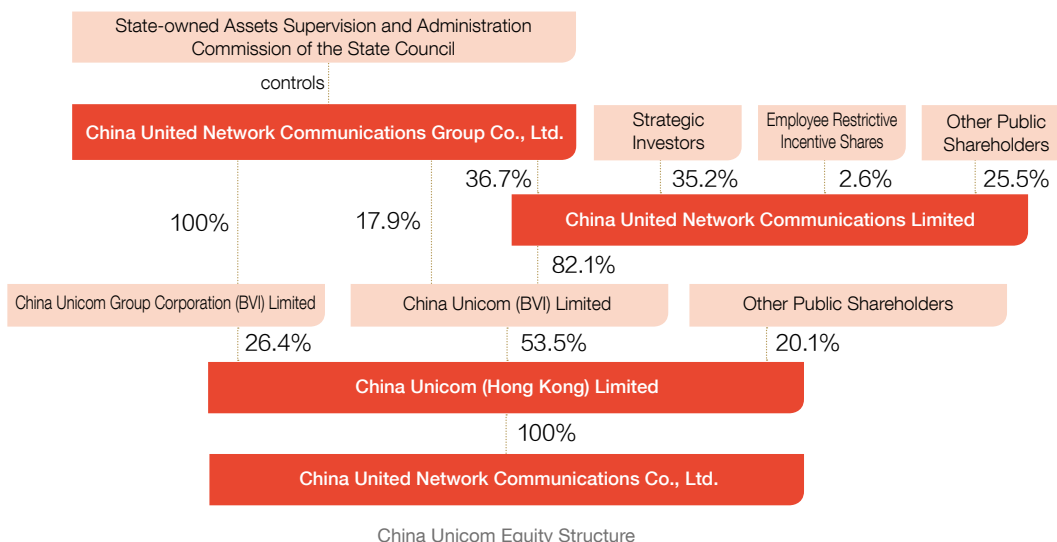 State-owned Assets Supervision and Administration
Commission of the State Council
controls
China United Network Communications Group Co., Ltd.
Strategic
Investors
Employee Restrictive
Incentive Shares
Other Public
Shareholders
36.7%
35.2%
2.6%
25.5%
100%
17.9%
China United Network Communications Limited
82.1%
China Unicom Group Corporation (BVI) Limited
China Unicom (BVI) Limited
Other Public Shareholders
26.4%
53.5%
20.1%
China Unicom (Hong Kong) Limited
100%
China United Network Communications Co., Ltd.
China Unicom Equity Structure